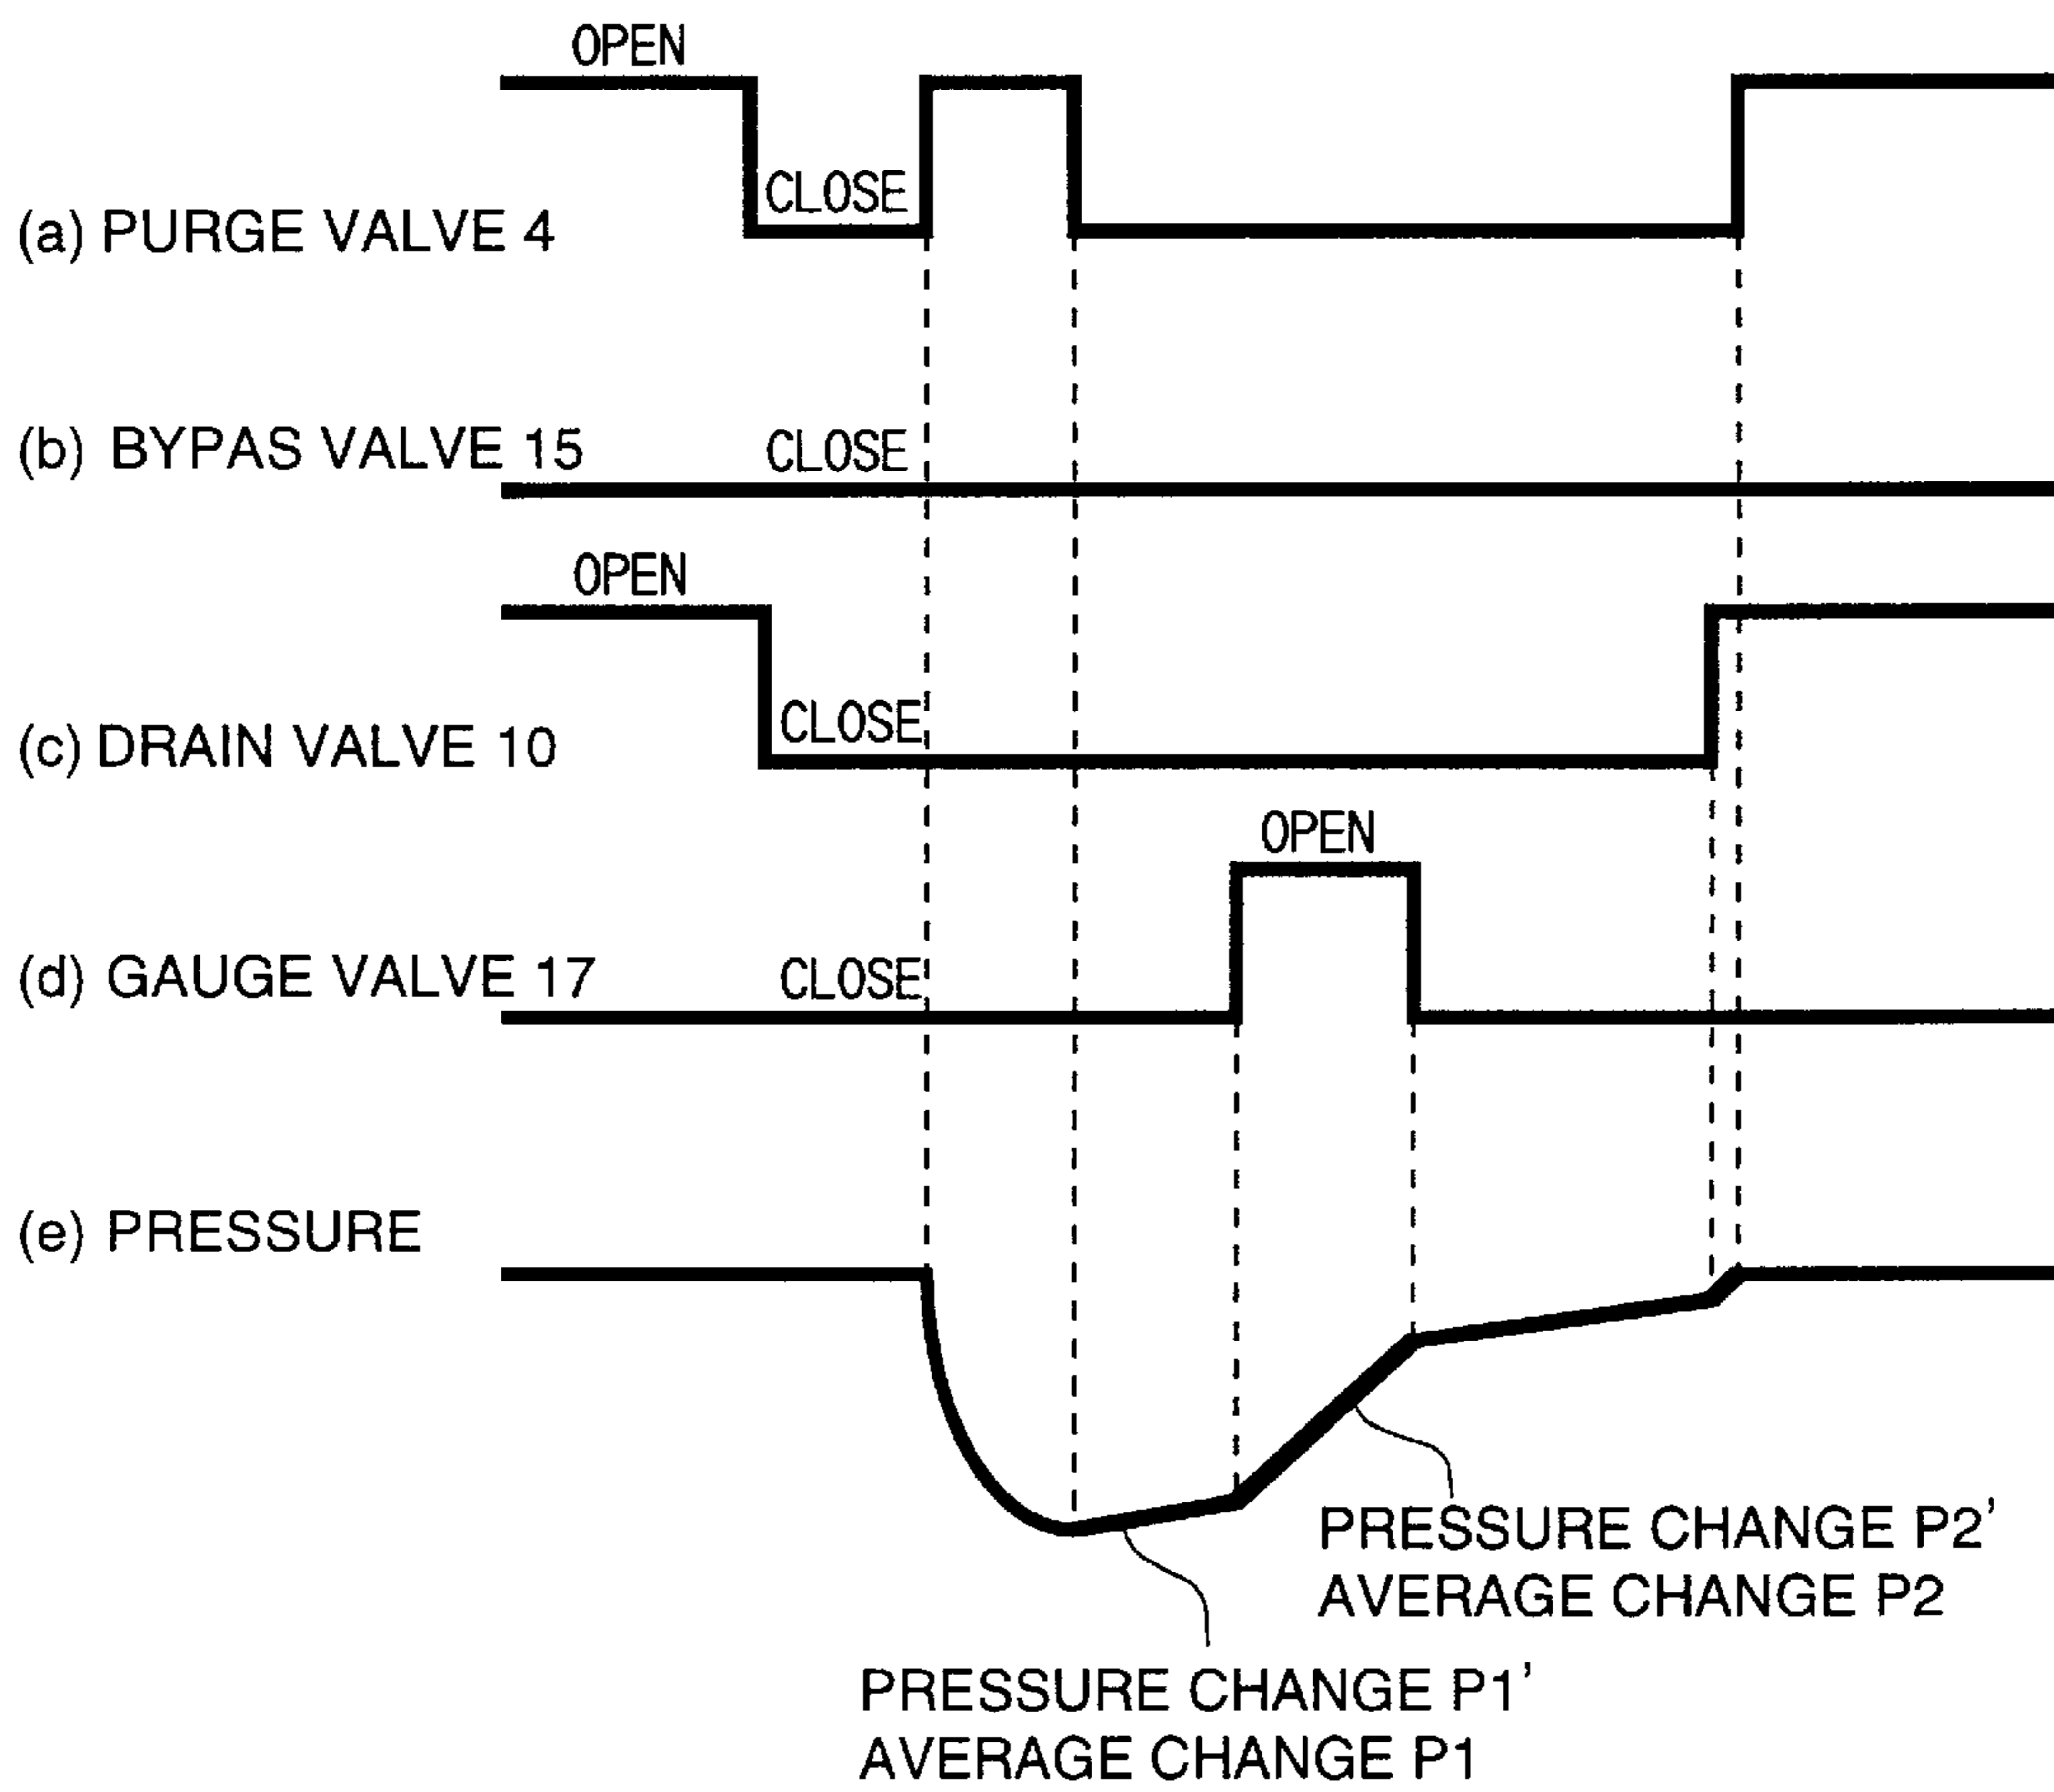 OPEN
CLOSE
(a) PURGE VALVE 4
(b) BYPAS VALVE 15
CLOSE
OPEN
CLOSE
(c) DRAIN VALVE 10
OPEN
(d) GAUGE VALVE 17
CLOSE
(e) PRESSURE
PRESSURE CHANGE P2'
AVERAGE CHANGE P2
PRESSURE CHANGE P1'
AVERAGE CHANGE P1